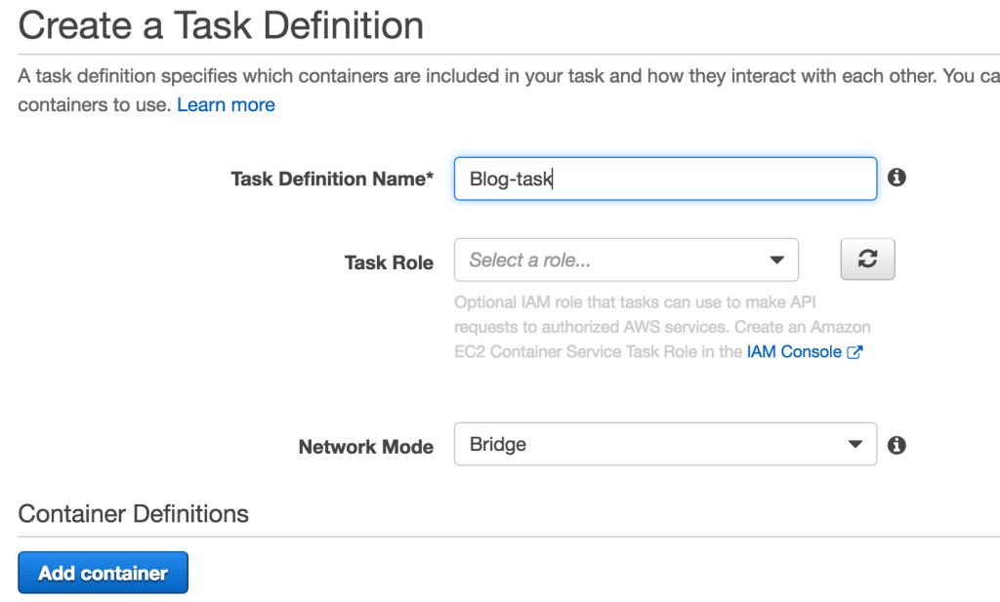 Create a Task Definition
A task definition specifies which containers are included in your task and how they interact with each other. You ca
containers to use. Learn more
Task Definition Name* Blog-task
Task Role Select a role...
Optional IAM role that tasks can use to make API
requests to authorized AWS services. Create an Amazon
EC2 Container Service Task Role in the IAM Console
Network Mode Bridge
Container Definitions
Add container